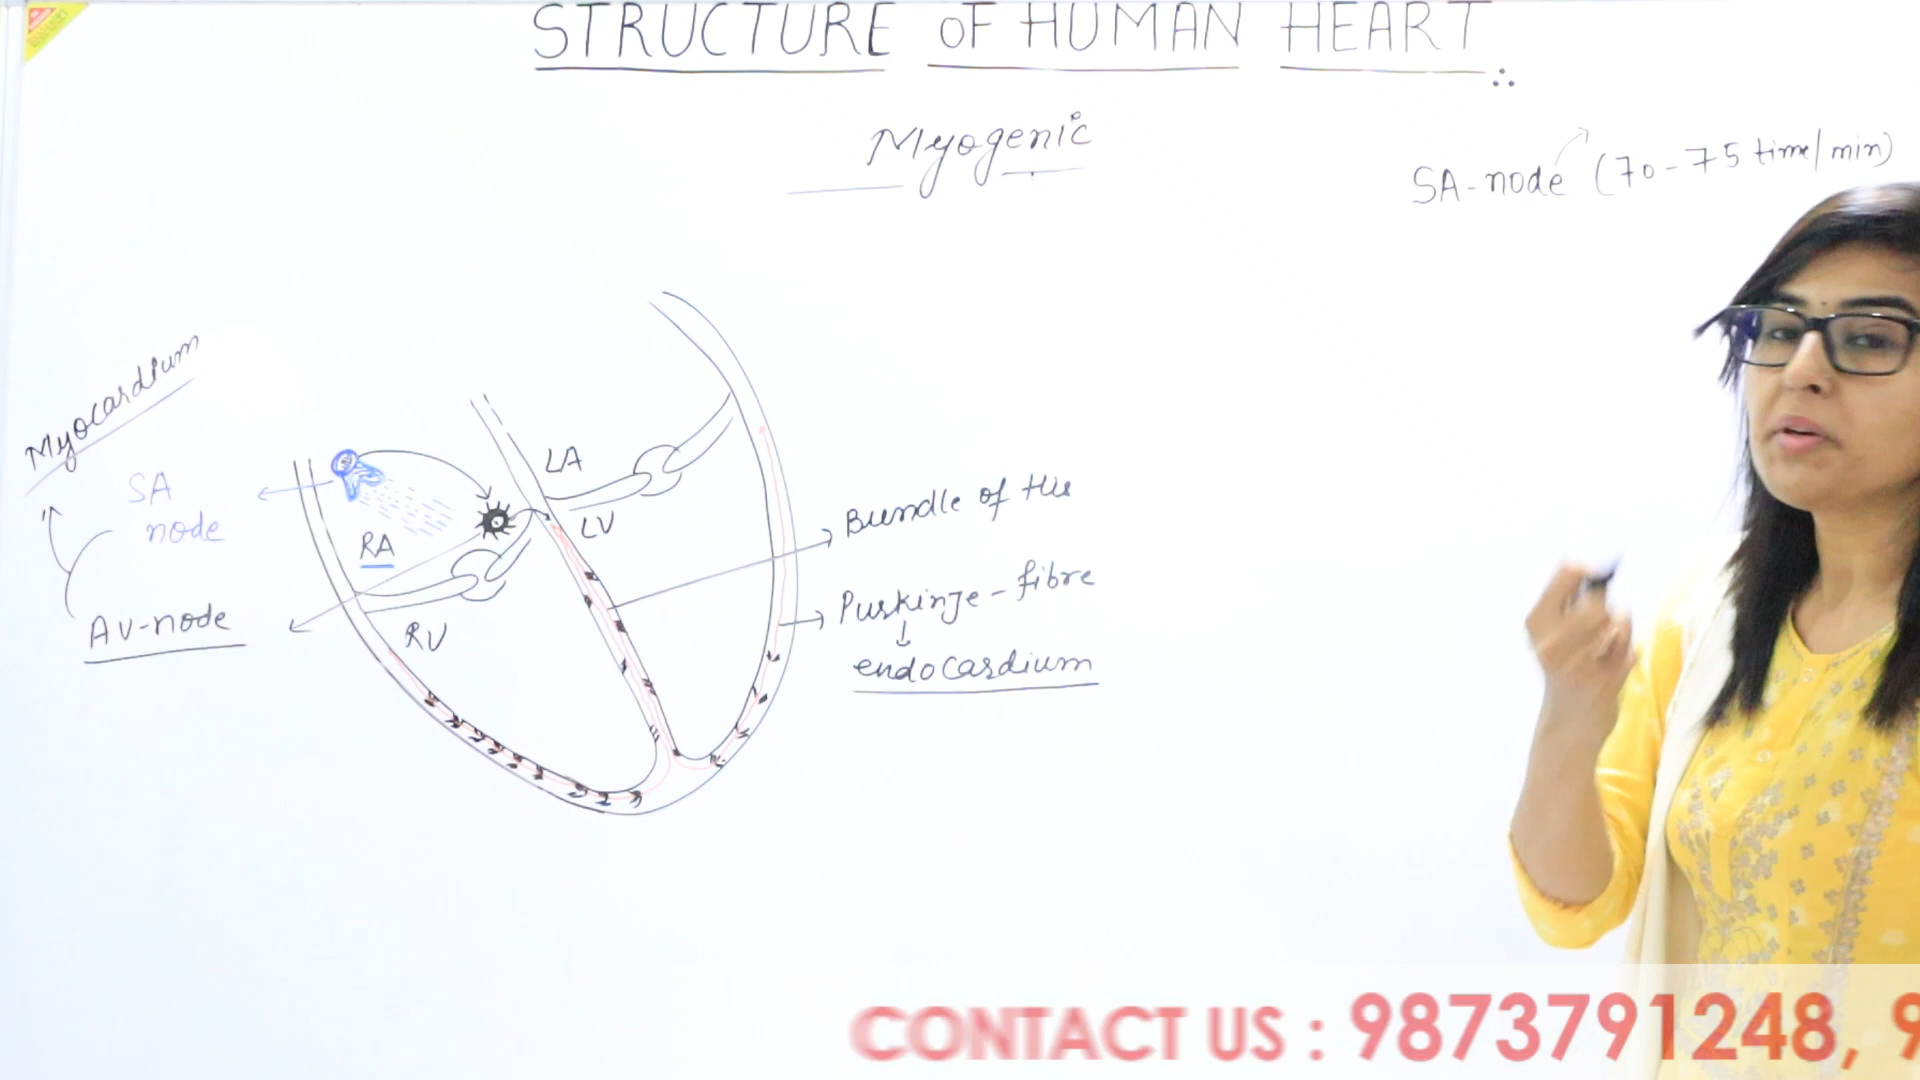 STRUCTURE OF HUMAN HEART
Myogenic
SA-node (70-75 time/min)
Myocardium
SA
node
AV-node
RA
RV
LA
LV
Bundle of His
Purkinje-fibre
endocardium
CONTACT US : 9873791248, 9